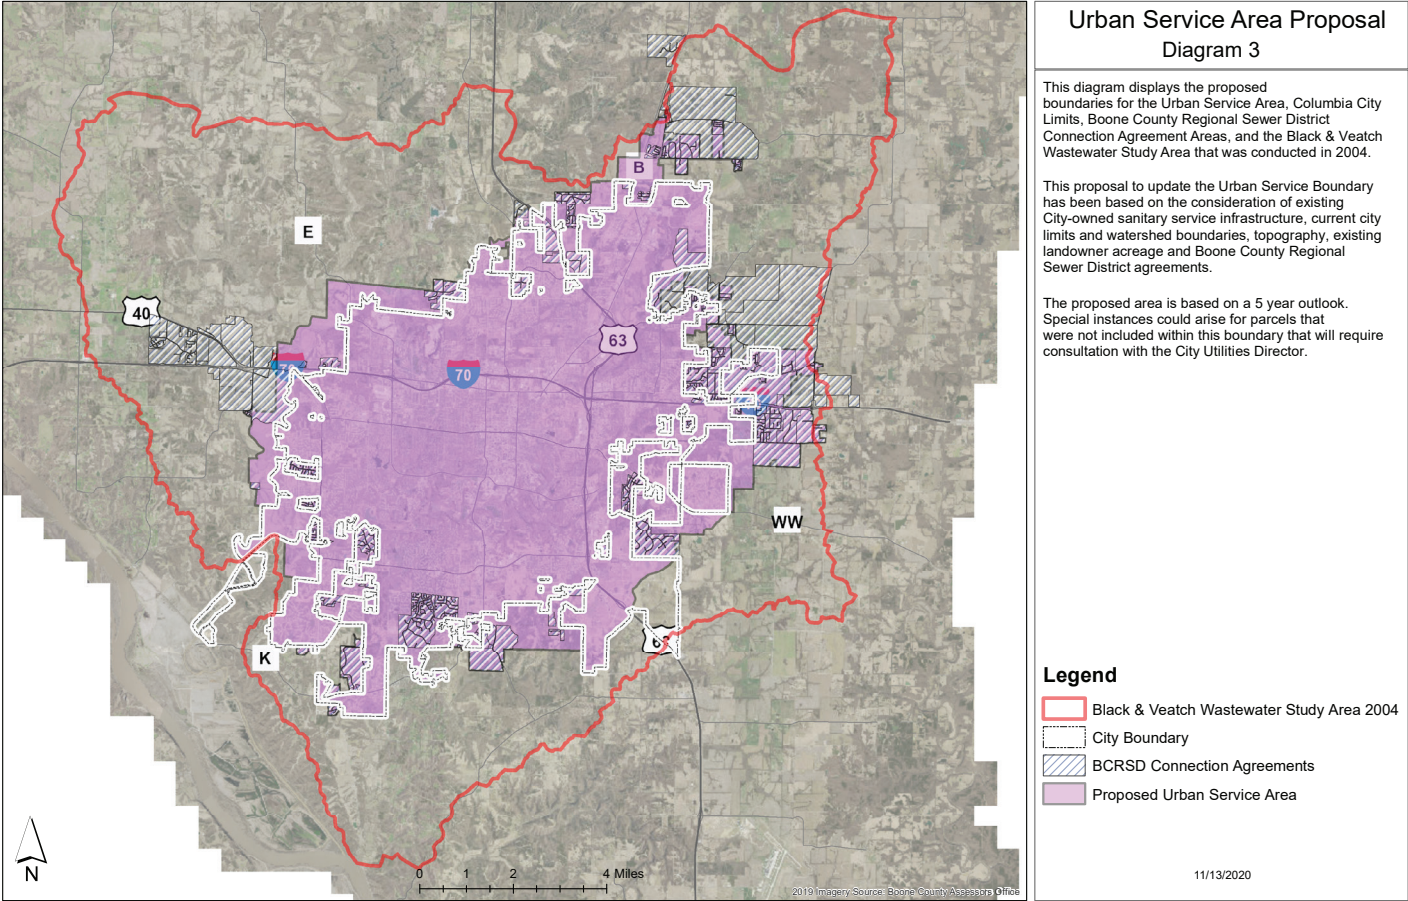 Urban Service Area Proposal
Diagram 3
This diagram displays the proposed
boundaries for the Urban Service Area, Columbia City
Limits, Boone County Regional Sewer District
Connection Agreement Areas, and the Black & Veatch
Wastewater Study Area that was conducted in 2004.
This proposal to update the Urban Service Boundary
has been based on the consideration of existing
City-owned sanitary service infrastructure, current city
limits and watershed boundaries, topography, existing
landowner acreage and Boone County Regional
Sewer District agreements.
The proposed area is based on a 5 year outlook.
Special instances could arise for parcels that
were not included within this boundary that will require
consultation with the City Utilities Director.
B
E
40
63
70
WW
K
Legend
Black & Veatch Wastewater Study Area 2004
City Boundary
BCRSD Connection Agreements
Proposed Urban Service Area
N
0 1 2 4 Miles
2019 Imagery Source: Boone County Assessors Office
11/13/2020